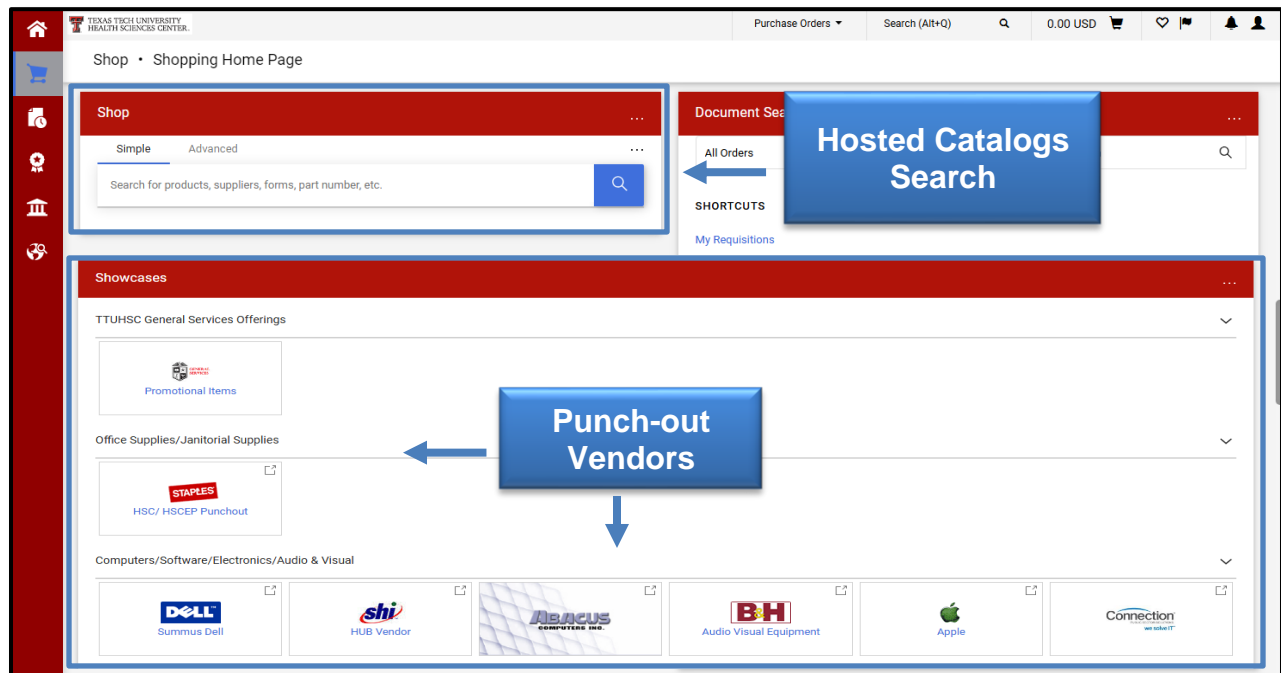 TEXAS TECH UNIVERSITY
HEALTH SCIENCES CENTER.
Purchase Orders
Search (Alt+Q)
0.00 USD
Shop • Shopping Home Page
Shop
...
Simple
Advanced
...
Search for products, suppliers, forms, part number, etc.
Document Sea
...
All Orders
SHORTCUTS
My Requisitions
Hosted Catalogs
Search
Showcases
...
TTUHSC General Services Offerings
GENERAL
SERVICES
Promotional Items
Punch-out
Vendors
Office Supplies/Janitorial Supplies
STAPLES
HSC/ HSCEP Punchout
Computers/Software/Electronics/Audio & Visual
DELL
Summus Dell
shi
HUB Vendor
ABACUS
COMPUTERS INC.
B&H
Audio Visual Equipment
Apple
Connection
we solve IT